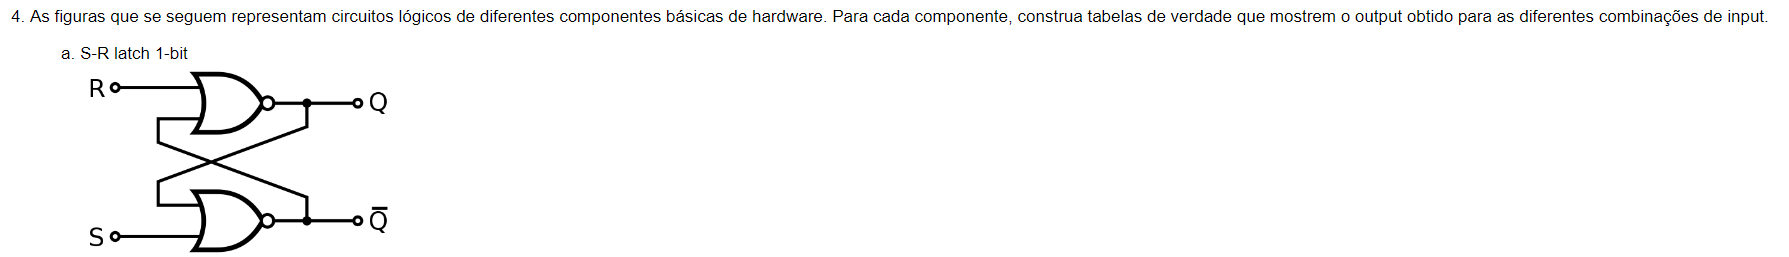 4. As figuras que se seguem representam circuitos lógicos de diferentes componentes básicas de hardware. Para cada componente, construa tabelas de verdade que mostrem o output obtido para as diferentes combinações de input.
a. S-R latch 1-bit
R
Q
S
Q̅